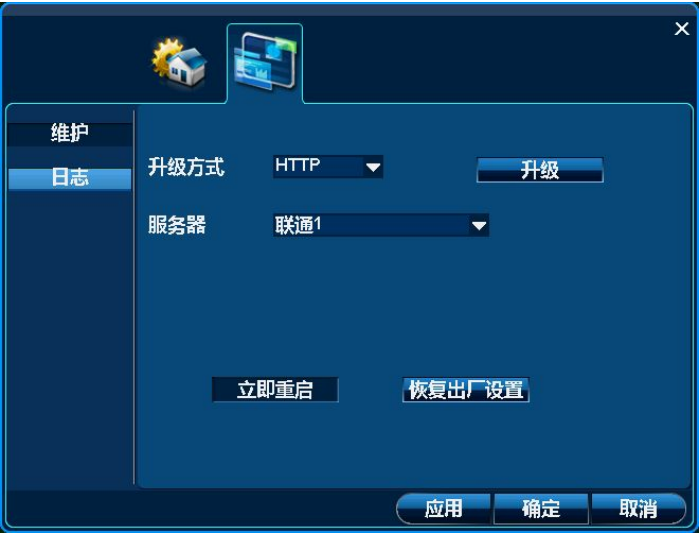 维护
日志
升级方式 HTTP 升级
服务器 联通1
立即重启 恢复出厂设置
应用 确定 取消